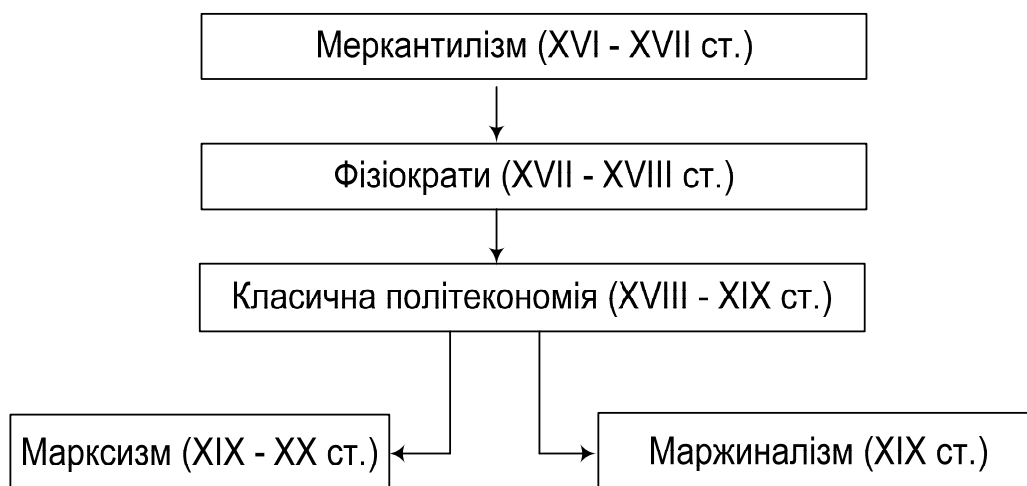 Меркантилізм (XVI - XVII ст.)
Фізіократи (XVII - XVIII ст.)
Класична політекономія (XVIII - XIX ст.)
Марксизм (XIX - XX ст.)
Маржиналізм (XIX ст.)